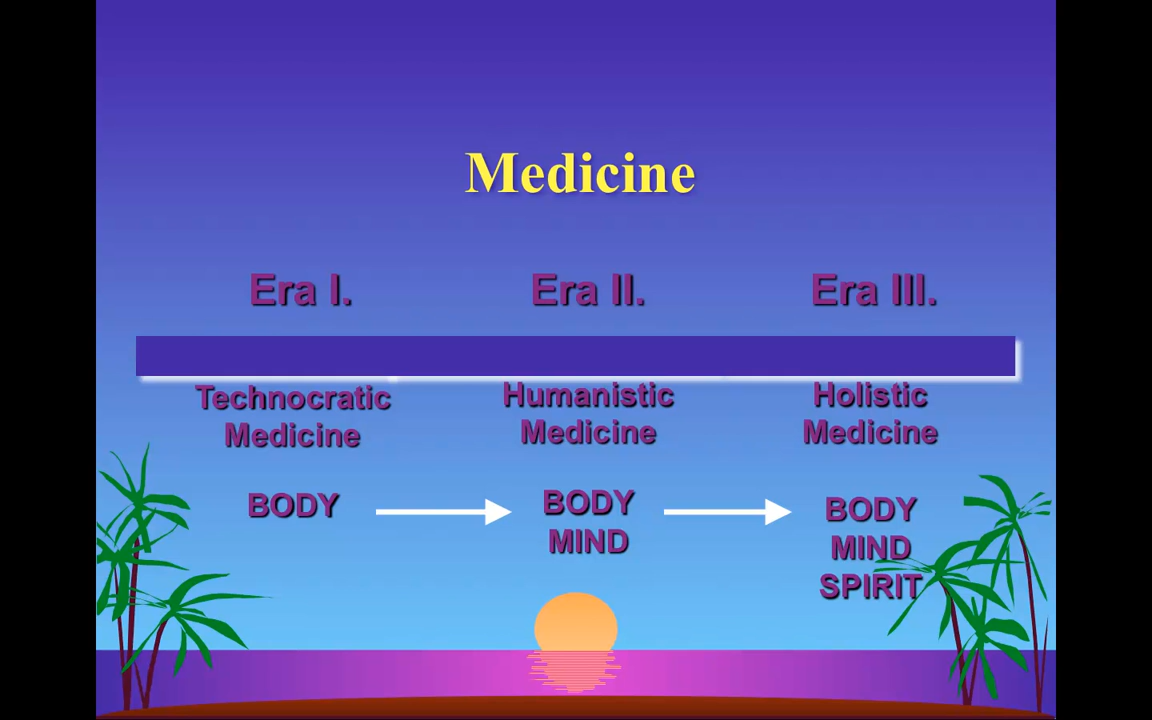 Medicine
Era I.
Era II.
Era III.
Technocratic
Medicine
Humanistic
Medicine
Holistic
Medicine
BODY
BODY
MIND
BODY
MIND
SPIRIT